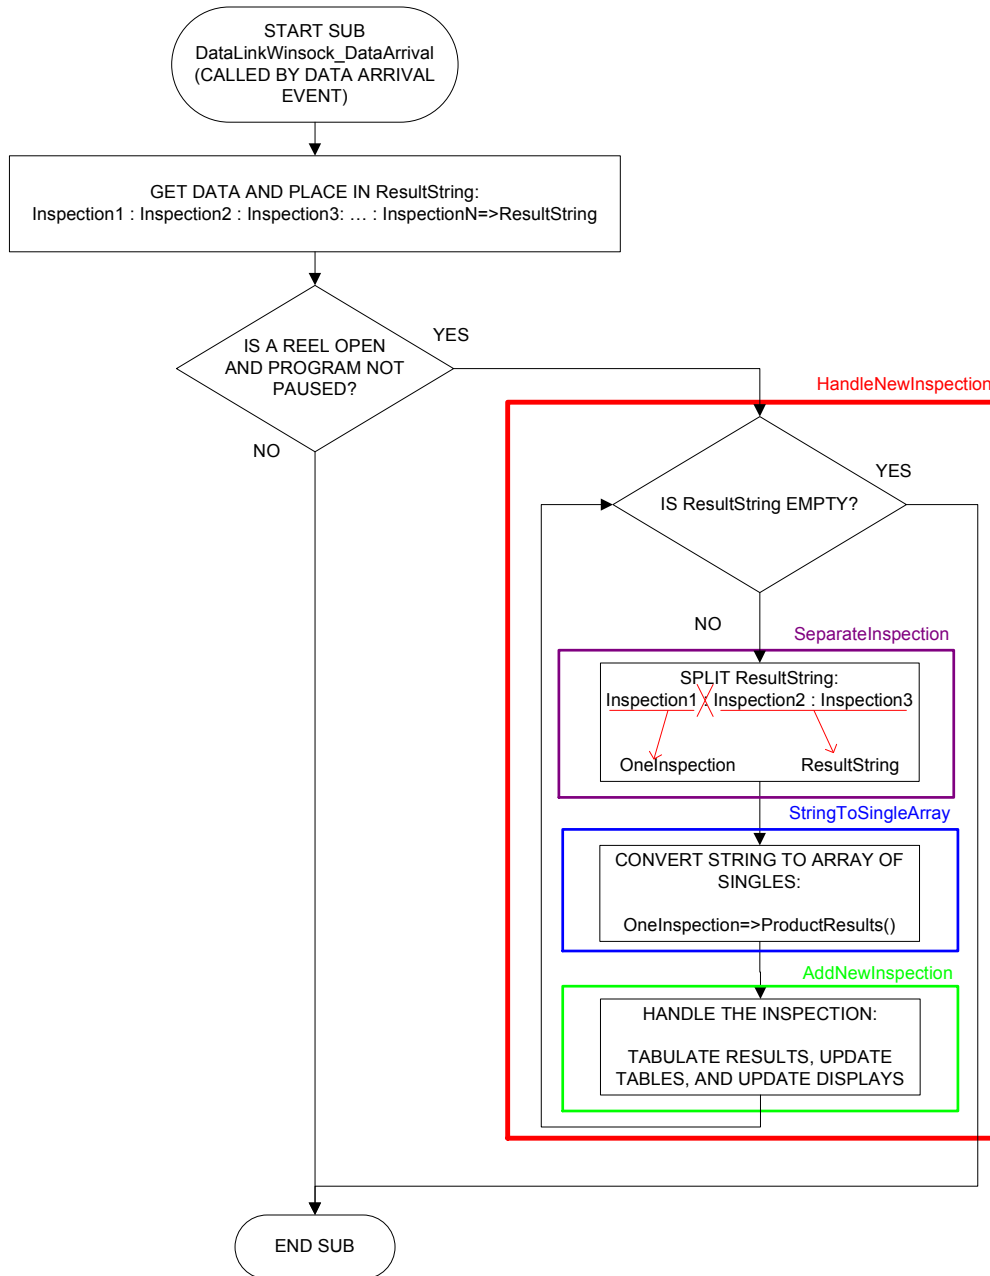 START SUB
DataLinkWinsock_DataArrival
(CALLED BY DATA ARRIVAL
EVENT)
GET DATA AND PLACE IN ResultString:
Inspection1 : Inspection2 : Inspection3: … : InspectionN=>ResultString
IS A REEL OPEN
AND PROGRAM NOT
PAUSED?
YES
NO
HandleNewInspection
IS ResultString EMPTY?
YES
NO
SeparateInspection
SPLIT ResultString:
Inspection1 : Inspection2 : Inspection3
OneInspection ResultString
StringToSingleArray
CONVERT STRING TO ARRAY OF
SINGLES:
OneInspection=>ProductResults()
AddNewInspection
HANDLE THE INSPECTION:
TABULATE RESULTS, UPDATE
TABLES, AND UPDATE DISPLAYS
END SUB